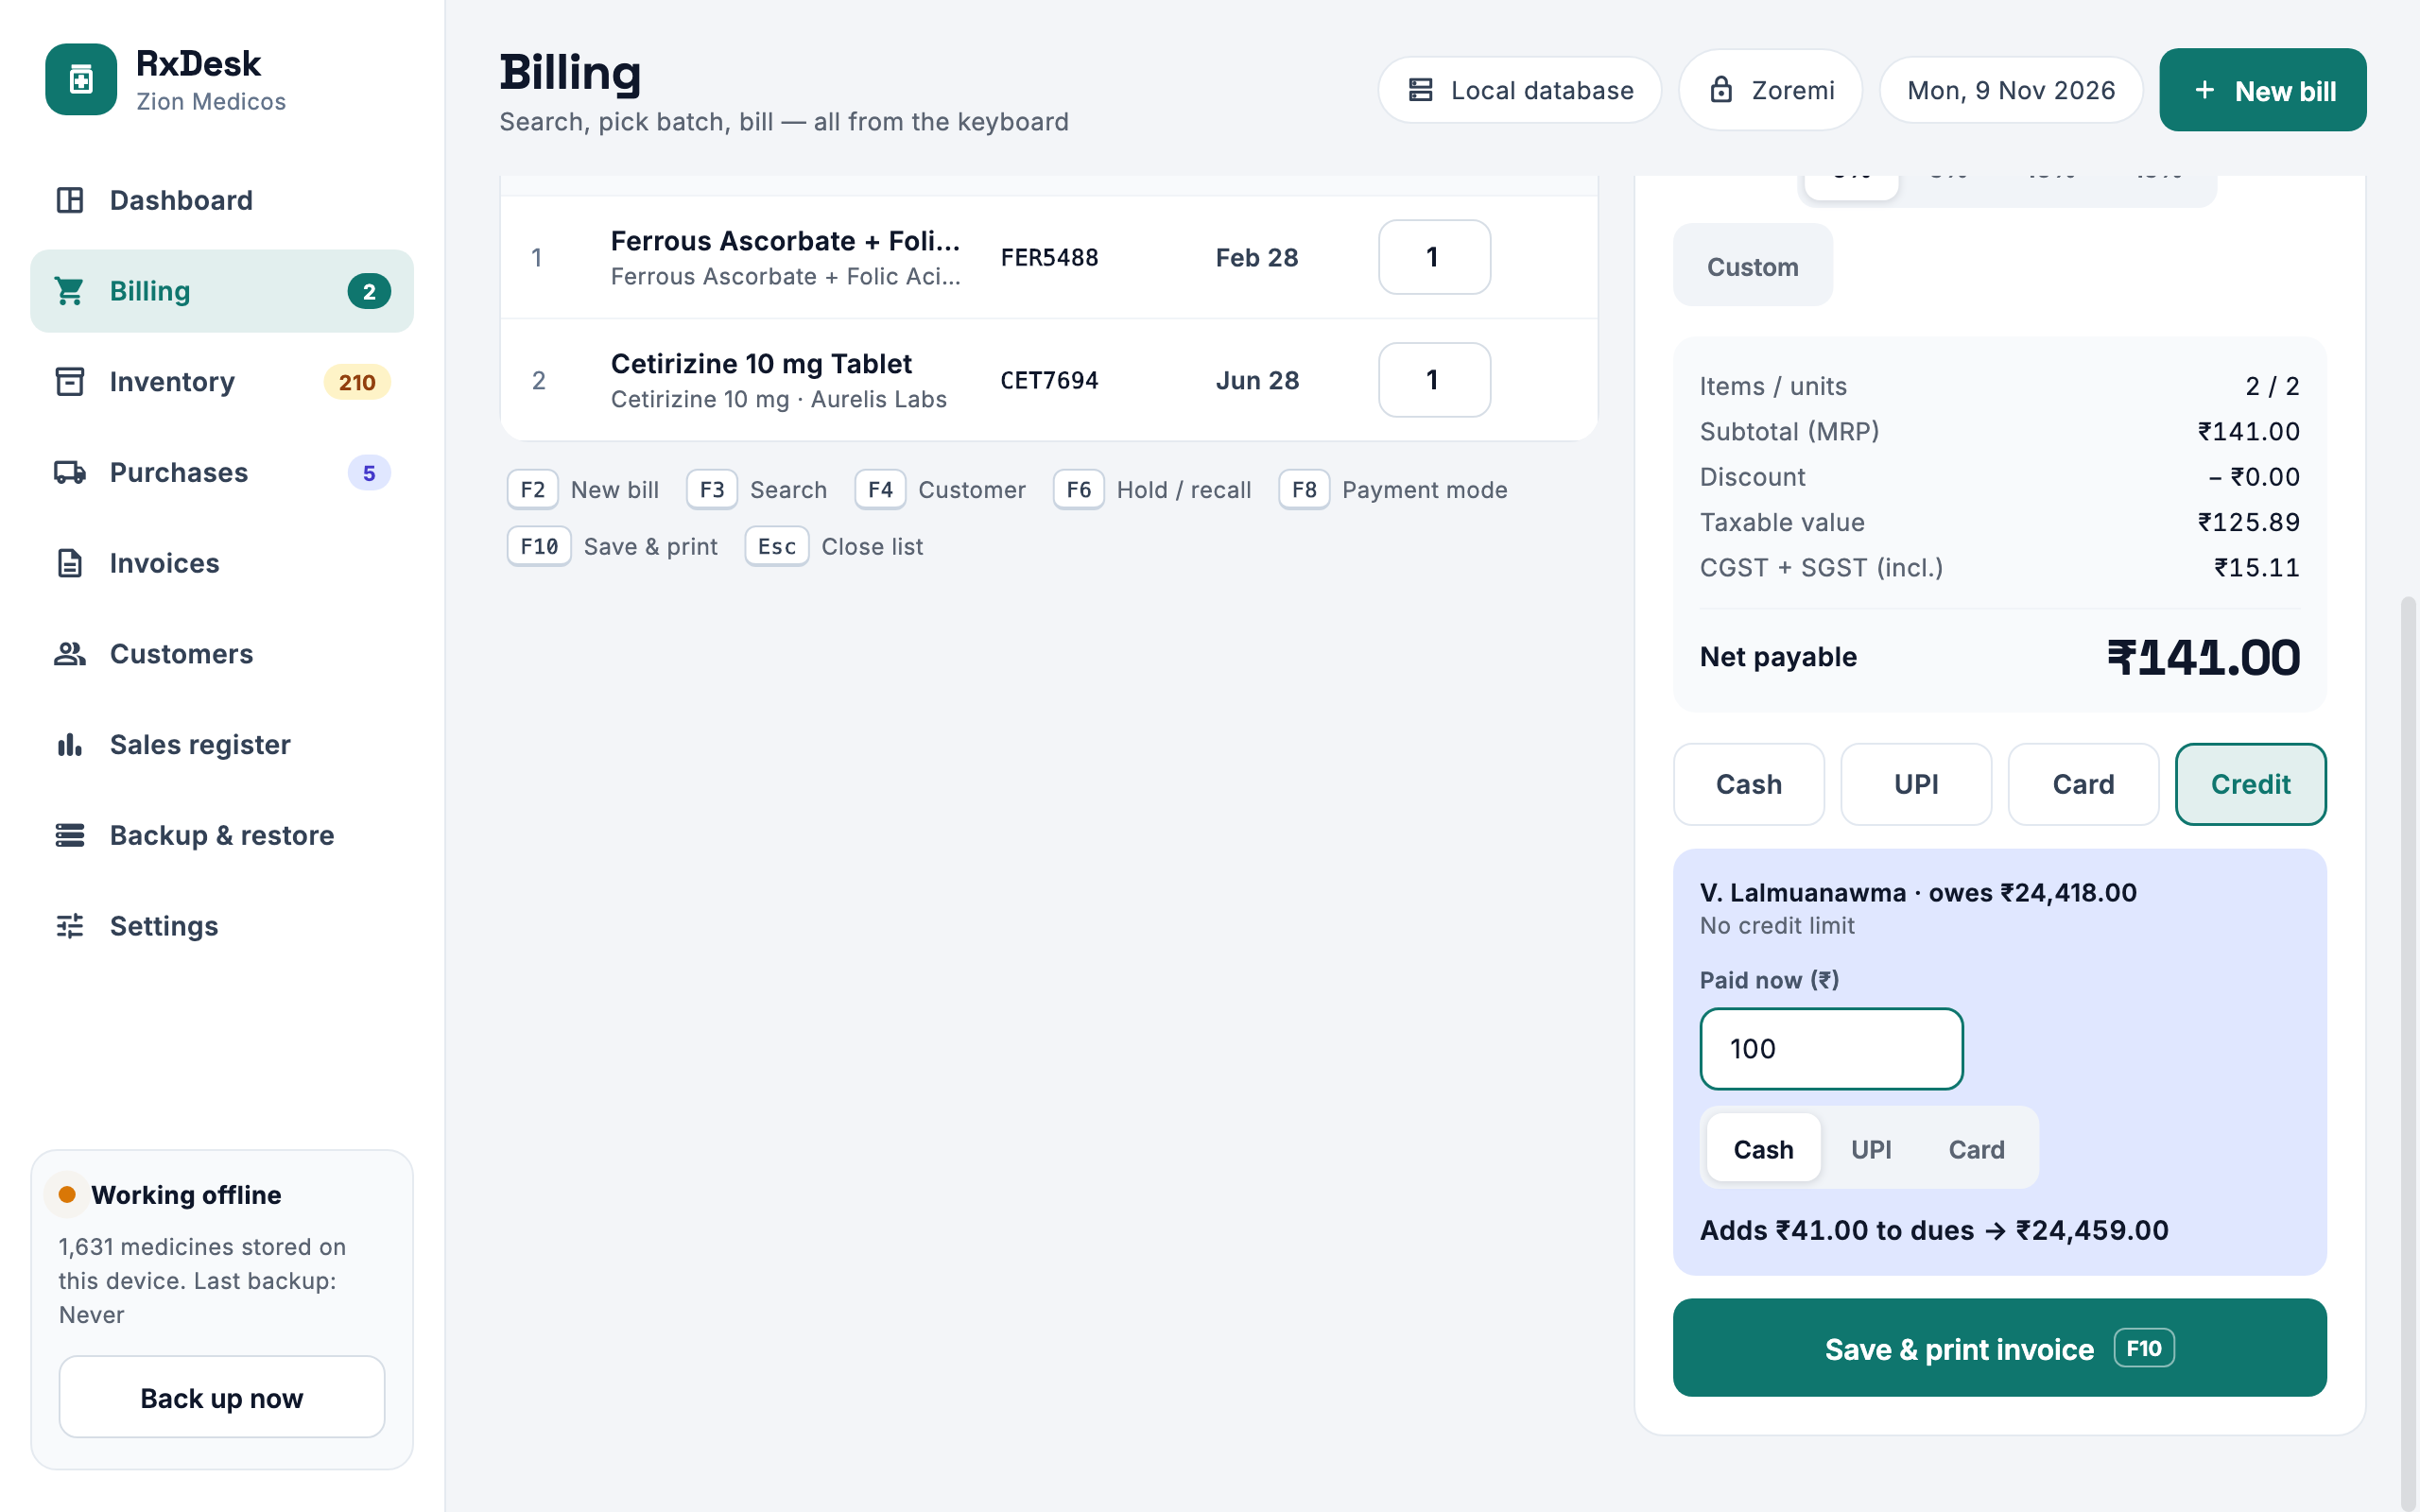 RxDesk
Zion Medicos
Dashboard
Billing 2
Inventory 210
Purchases 5
Invoices
Customers
Sales register
Backup & restore
Settings
Working offline
1,631 medicines stored on
this device. Last backup:
Never
Back up now
Billing
Search, pick batch, bill — all from the keyboard
Local database
Zoremi
Mon, 9 Nov 2026
+ New bill
1 Ferrous Ascorbate + Foli... FER5488 Feb 28 1
Ferrous Ascorbate + Folic Aci...
2 Cetirizine 10 mg Tablet CET7694 Jun 28 1
Cetirizine 10 mg · Aurelis Labs
F2 New bill F3 Search F4 Customer F6 Hold / recall F8 Payment mode
F10 Save & print Esc Close list
Custom
Items / units 2 / 2
Subtotal (MRP) ₹141.00
Discount – ₹0.00
Taxable value ₹125.89
CGST + SGST (incl.) ₹15.11
Net payable ₹141.00
Cash UPI Card Credit
V. Lalmuanawma · owes ₹24,418.00
No credit limit
Paid now (₹)
100
Cash UPI Card
Adds ₹41.00 to dues → ₹24,459.00
Save & print invoice F10